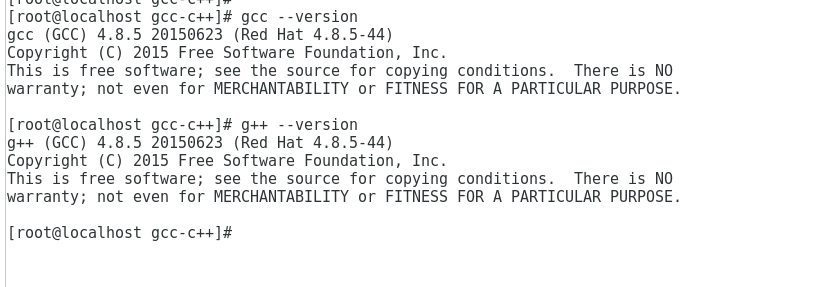 [root@localhost gcc-c++]#
[root@localhost gcc-c++]# gcc --version
gcc (GCC) 4.8.5 20150623 (Red Hat 4.8.5-44)
Copyright (C) 2015 Free Software Foundation, Inc.
This is free software; see the source for copying conditions.  There is NO
warranty; not even for MERCHANTABILITY or FITNESS FOR A PARTICULAR PURPOSE.
[root@localhost gcc-c++]# g++ --version
g++ (GCC) 4.8.5 20150623 (Red Hat 4.8.5-44)
Copyright (C) 2015 Free Software Foundation, Inc.
This is free software; see the source for copying conditions.  There is NO
warranty; not even for MERCHANTABILITY or FITNESS FOR A PARTICULAR PURPOSE.
[root@localhost gcc-c++]#